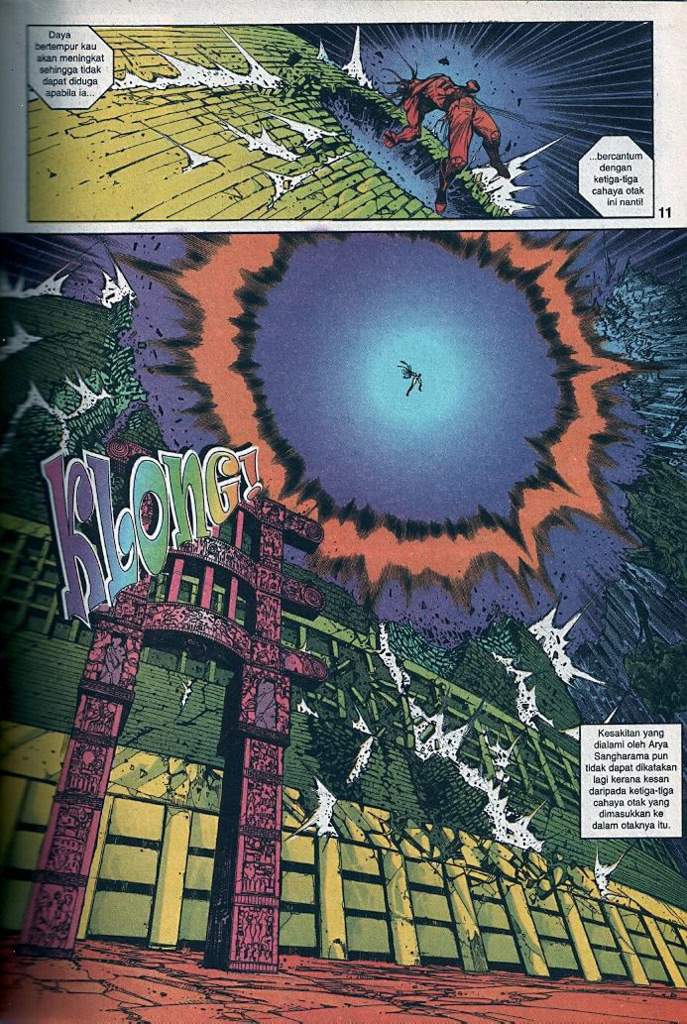 Daya
bertempur kau
akan meningkat
sehingga tidak
dapat diduga
apabila ia...
...bercantum
dengan
ketiga-tiga
cahaya otak
ini nanti!
11
KLONG!
Kesakitan yang
dialami oleh Arya
Sangharama pun
tidak dapat dikatakan
lagi kerana kesan
daripada ketiga-tiga
cahaya otak yang
dimasukkan ke
dalam otaknya itu.